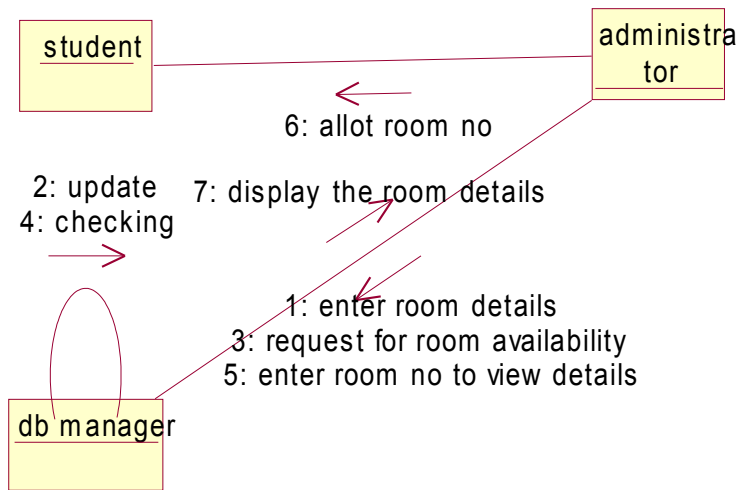 student
administra
tor
6: allot room no
2: update
4: checking
7: display the room details
1: enter room details
3: request for room availability
5: enter room no to view details
db manager